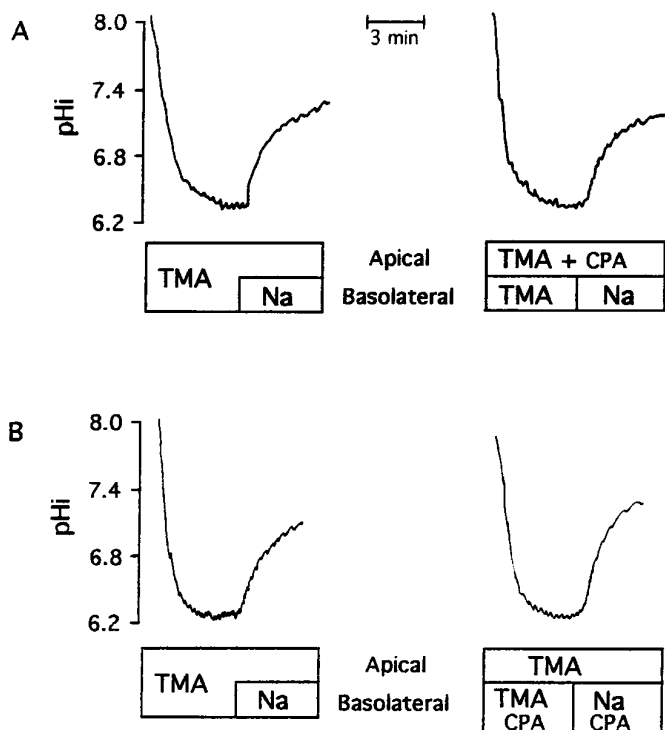 A
pHi
8.0
7.4
6.8
6.2
3 min
TMA
Na
Apical
Basolateral
TMA + CPA
TMA
Na
B
pHi
8.0
7.4
6.8
6.2
TMA
Na
Apical
Basolateral
TMA
TMA
CPA
Na
CPA